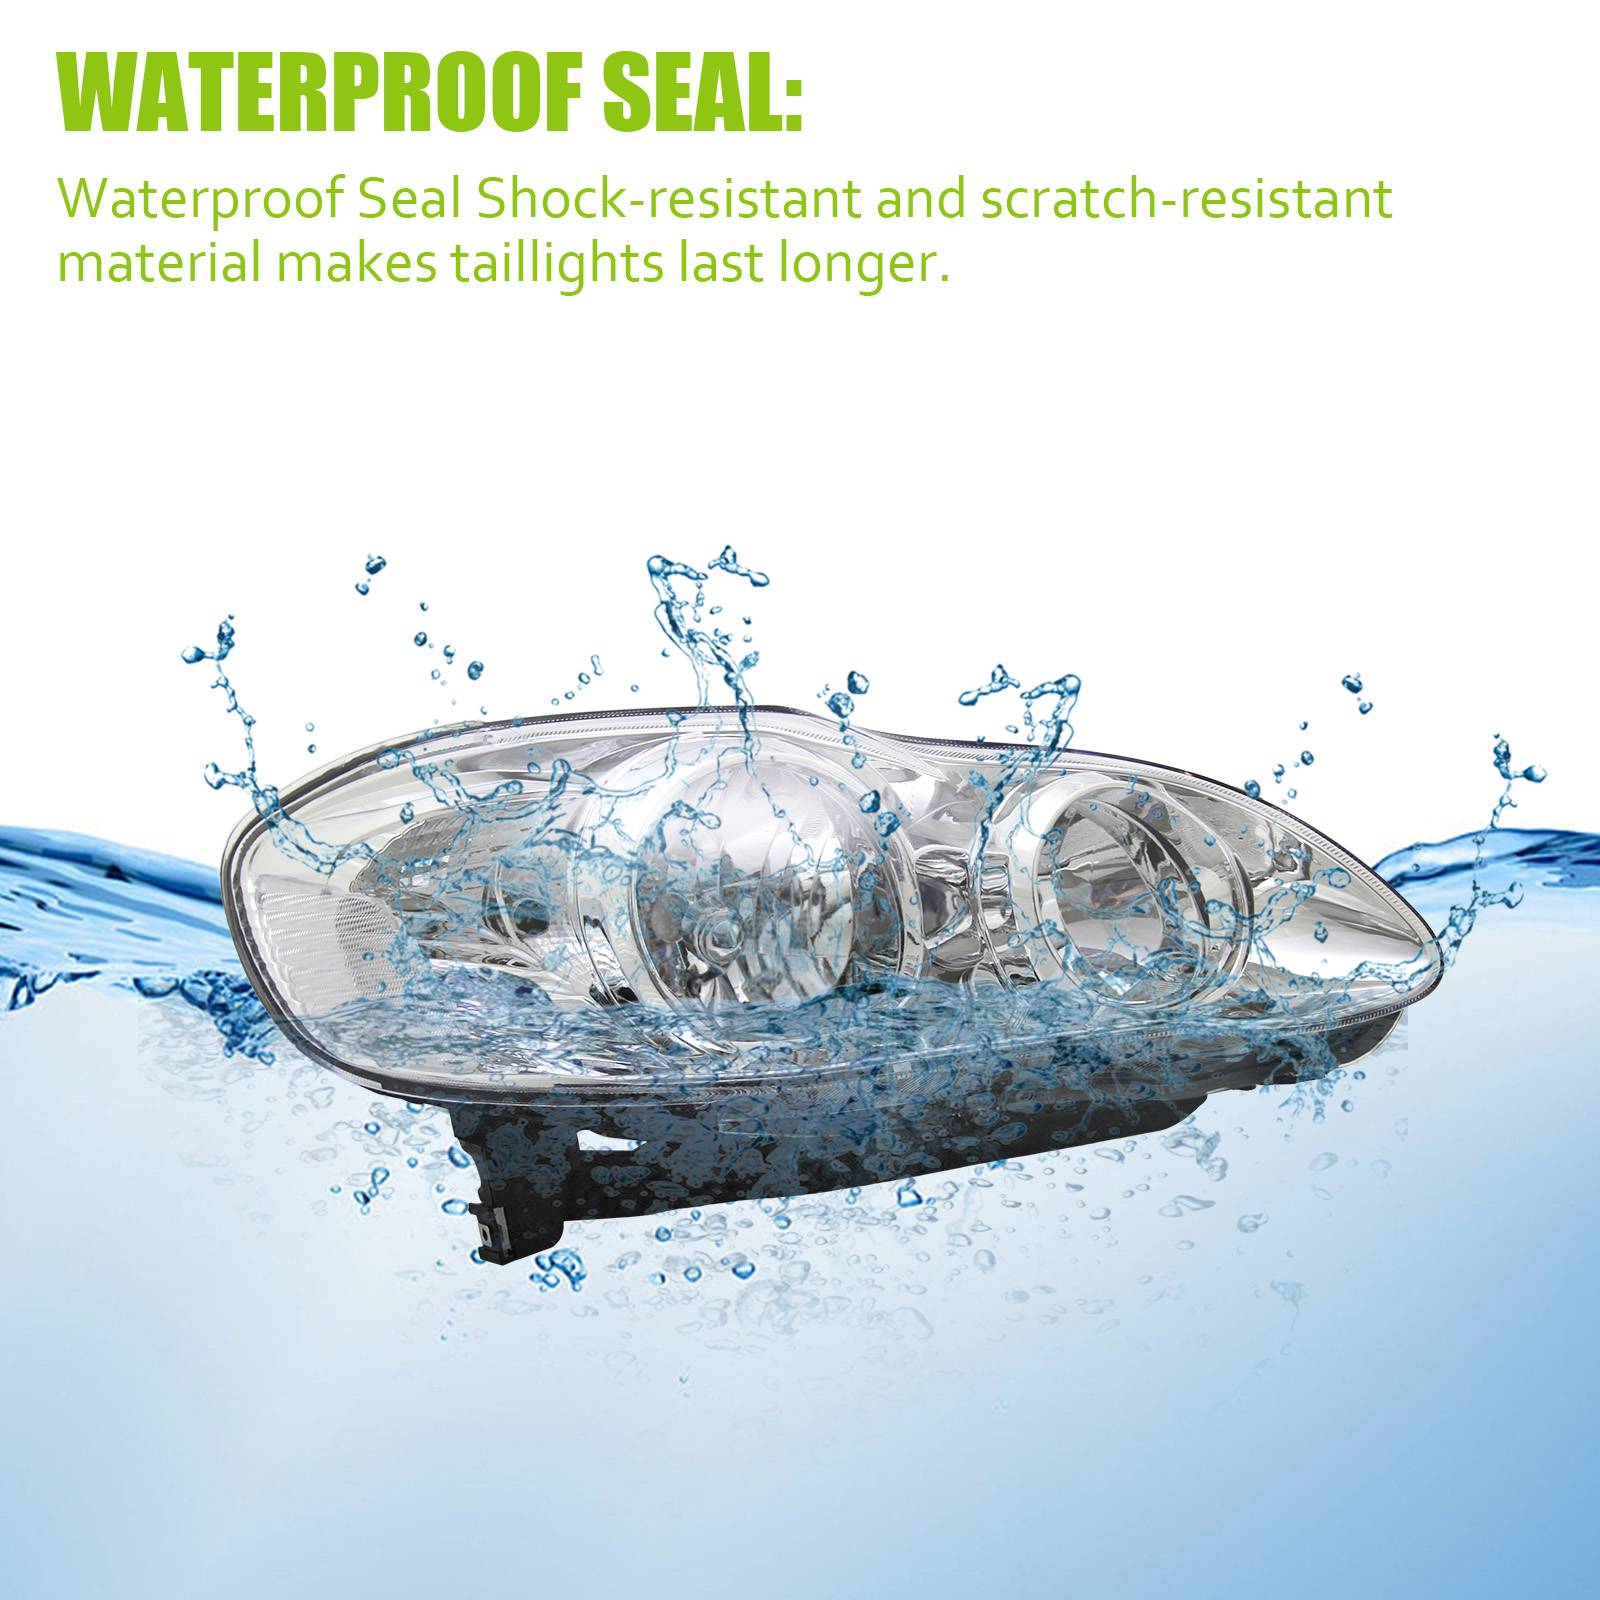 WATERPROOF SEAL:
Waterproof Seal Shock-resistant and scratch-resistant
material makes taillights last longer.